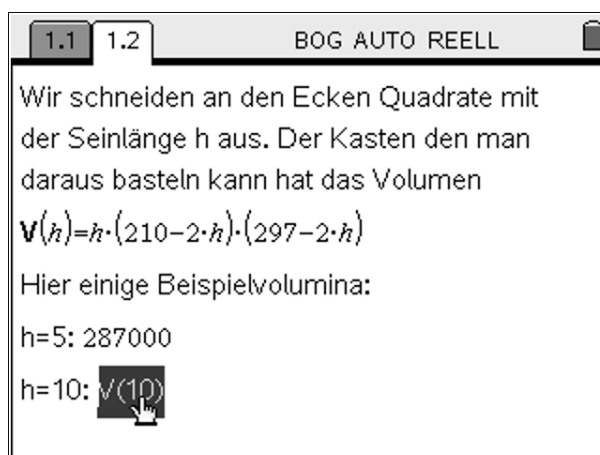 1.1 1.2 BOG AUTO REELL
Wir schneiden an den Ecken Quadrate mit
der Seinlänge h aus. Der Kasten den man
daraus basteln kann hat das Volumen
V(h)=h·(210−2·h)·(297−2·h)
Hier einige Beispielvolumina:
h=5: 287000
h=10: V(10)